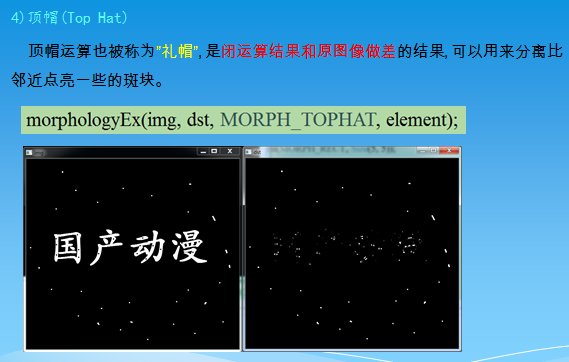 4)顶帽(Top Hat)
顶帽运算也被称为"礼帽",是闭运算结果和原图像做差的结果,可以用来分离比
邻近点亮一些的斑块。
morphologyEx(img, dst, MORPH_TOPHAT, element);
国产动漫